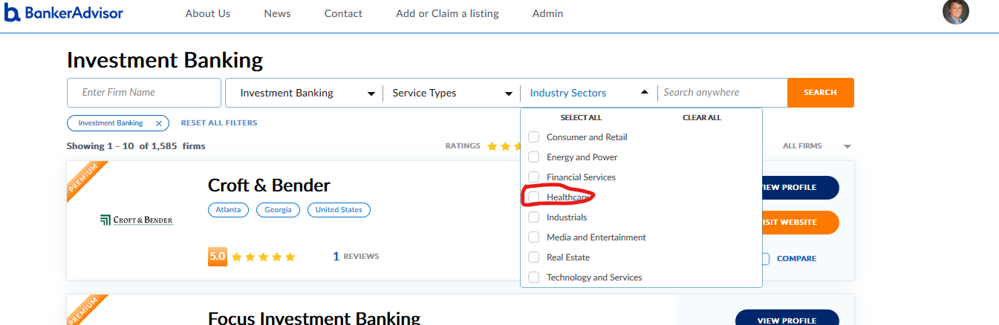 BankerAdvisor About Us News Contact Add or Claim a listing Admin
Investment Banking
Enter Firm Name Investment Banking Service Types Industry Sectors Search anywhere SEARCH
Investment Banking X RESET ALL FILTERS
SELECT ALL CLEAR ALL
Showing 1 - 10 of 1,585 firms RATINGS ALL FIRMS
Consumer and Retail
Energy and Power
Financial Services
Healthcare
Industrials
Media and Entertainment
Real Estate
Technology and Services
PREMIUM
Croft & Bender
Atlanta Georgia United States
CROFT & BENDER
5.0 1 REVIEWS
VIEW PROFILE
COMPARE
PREMIUM
Focus Investment Banking
VIEW PROFILE